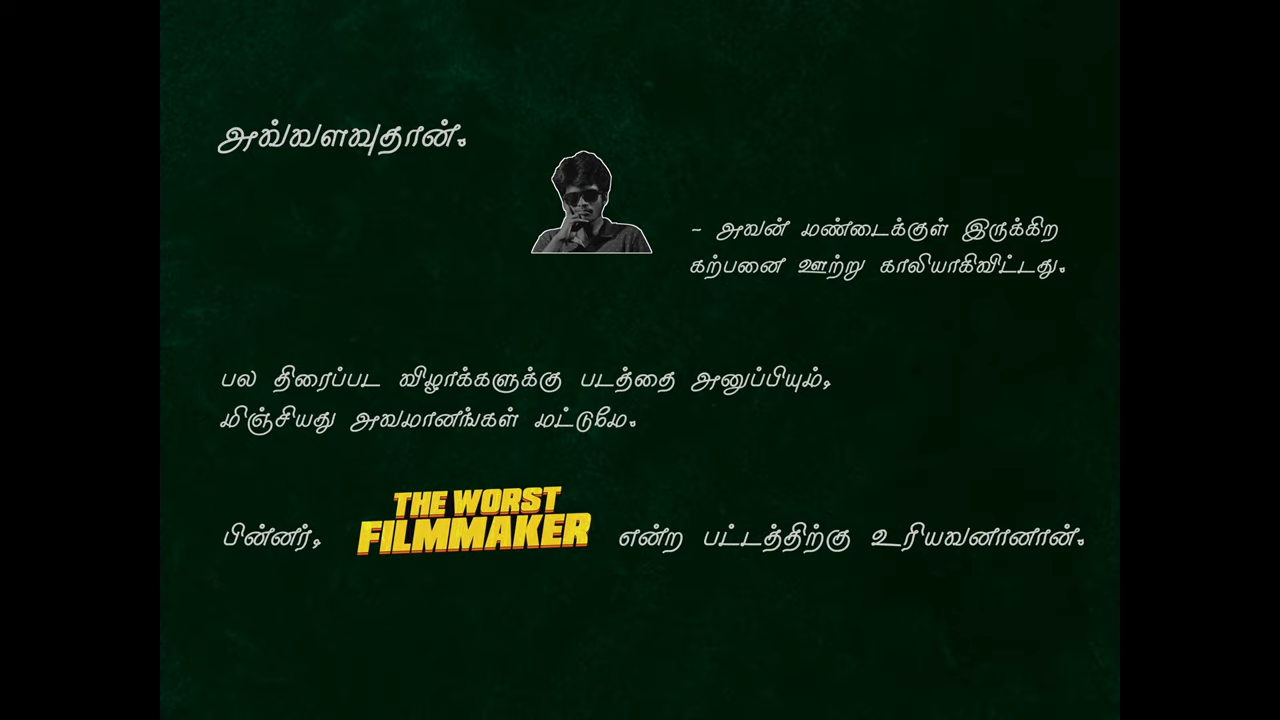 அவ்வளவுதான்.
- அவன் மண்டைக்குள் இருக்கிற
கற்பனை ஊற்று காலியாகிவிட்டது.
பல திரைப்பட விழாக்களுக்கு படத்தை அனுப்பியும்,
மிஞ்சியது அவமானங்கள் மட்டுமே.
THE WORST
பின்னர், FILMMAKER என்ற பட்டத்திற்கு உரியவனானான்.